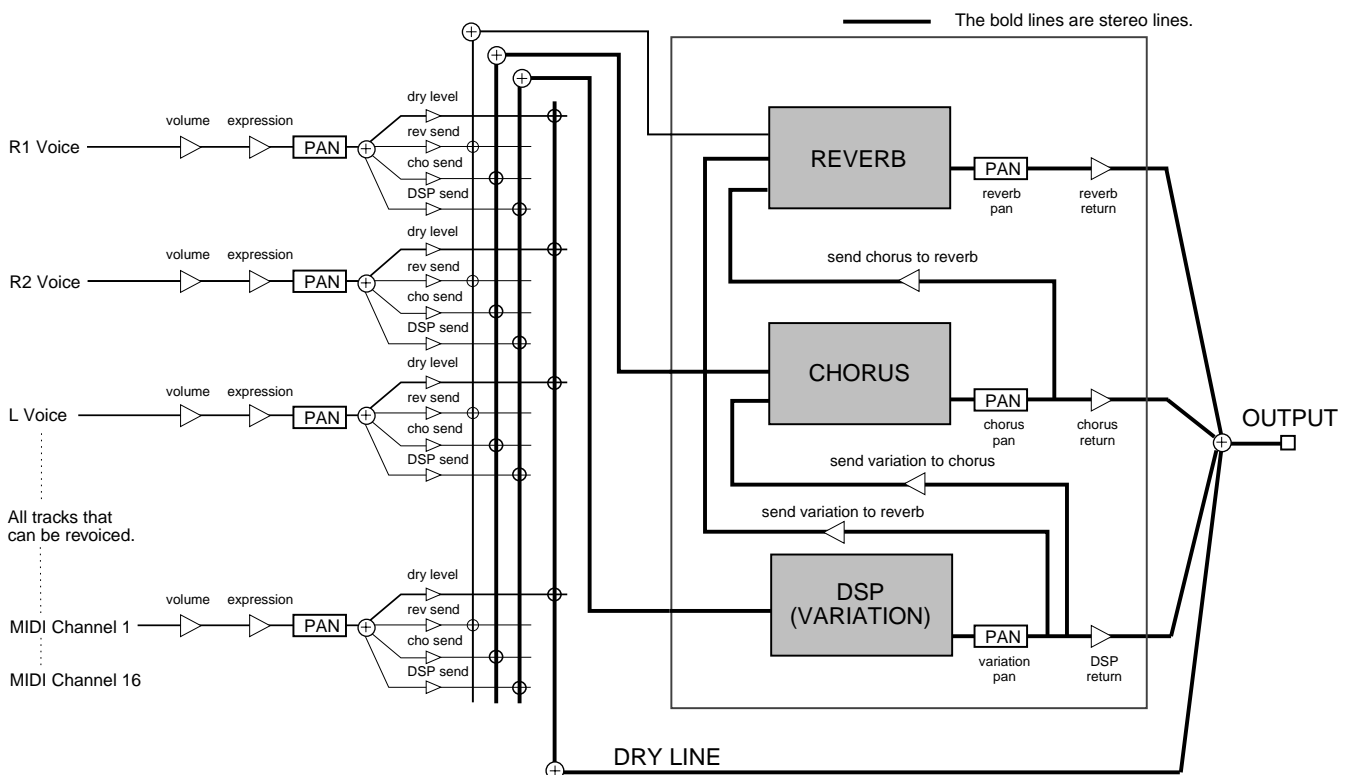 The bold lines are stereo lines.
R1 Voice
volume
expression
PAN
dry level
rev send
cho send
DSP send
R2 Voice
volume
expression
PAN
dry level
rev send
cho send
DSP send
L Voice
volume
expression
PAN
dry level
rev send
cho send
DSP send
All tracks that
can be revoiced.
MIDI Channel 1
volume
expression
PAN
dry level
rev send
cho send
DSP send
MIDI Channel 16
REVERB
PAN
reverb
pan
reverb
return
send chorus to reverb
CHORUS
PAN
chorus
pan
chorus
return
send variation to chorus
send variation to reverb
DSP
(VARIATION)
PAN
variation
pan
DSP
return
OUTPUT
DRY LINE